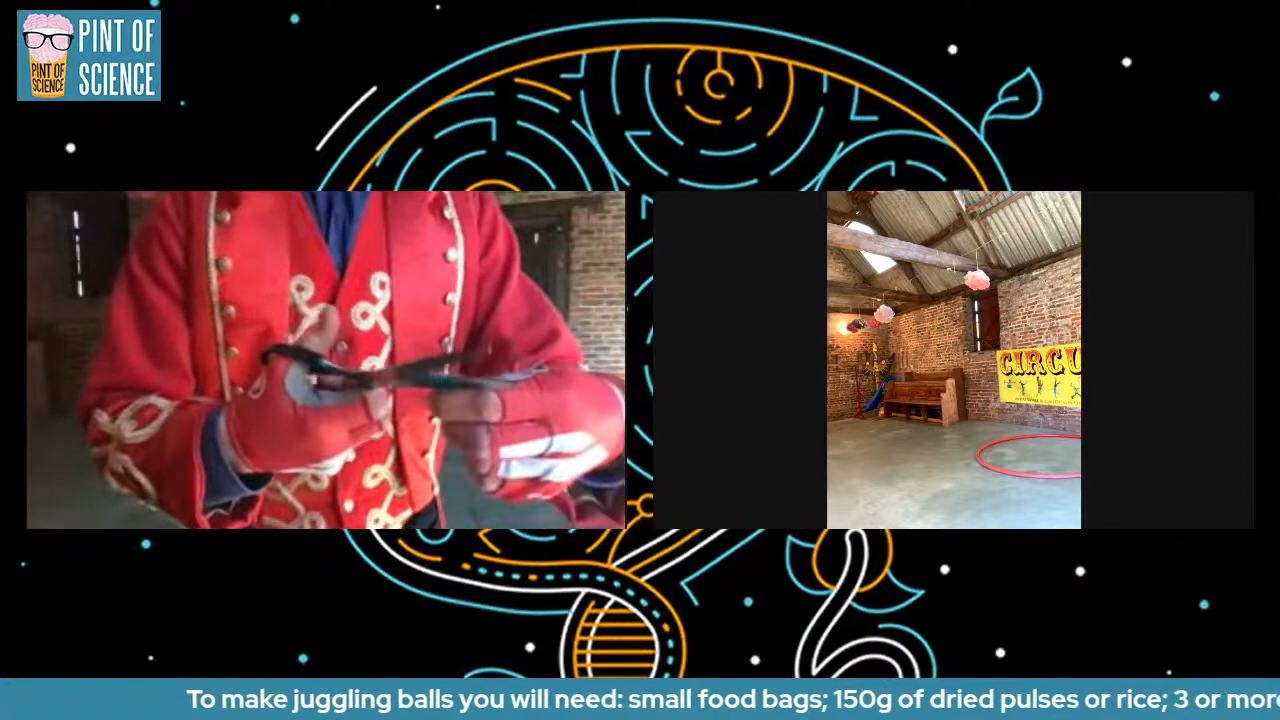 PINT OF
SCIENCE
PINT OF
SCIENCE
CIRCU
To make juggling balls you will need: small food bags; 150g of dried pulses or rice; 3 or more